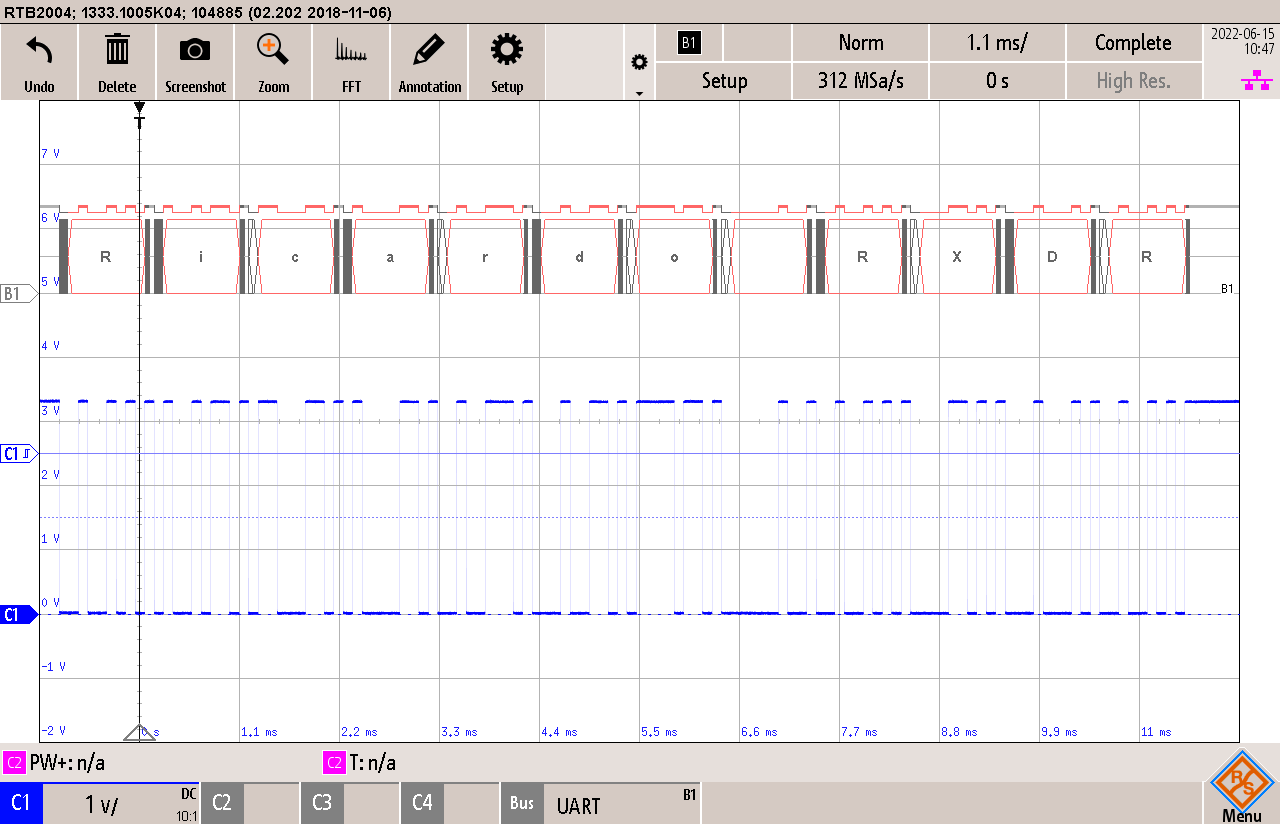 RTB2004; 1333.1005K04; 104885 (02.202 2018-11-06)
Undo Delete Screenshot Zoom FFT Annotation Setup
B1 Norm 1.1 ms/ Complete
Setup 312 MSa/s 0 s High Res.
2022-06-15
10:47
T
7 V
6 V
R i c a r d o R X D R
5 V
B1 B1
4 V
3 V
C1
2 V
1 V
0 V
C1
-1 V
-2 V 0 s 1.1 ms 2.2 ms 3.3 ms 4.4 ms 5.5 ms 6.6 ms 7.7 ms 8.8 ms 9.9 ms 11 ms
C2 PW+: n/a C2 T: n/a
C1 1 V/ DC 10:1 C2 C3 C4 Bus UART B1
R S
Menu